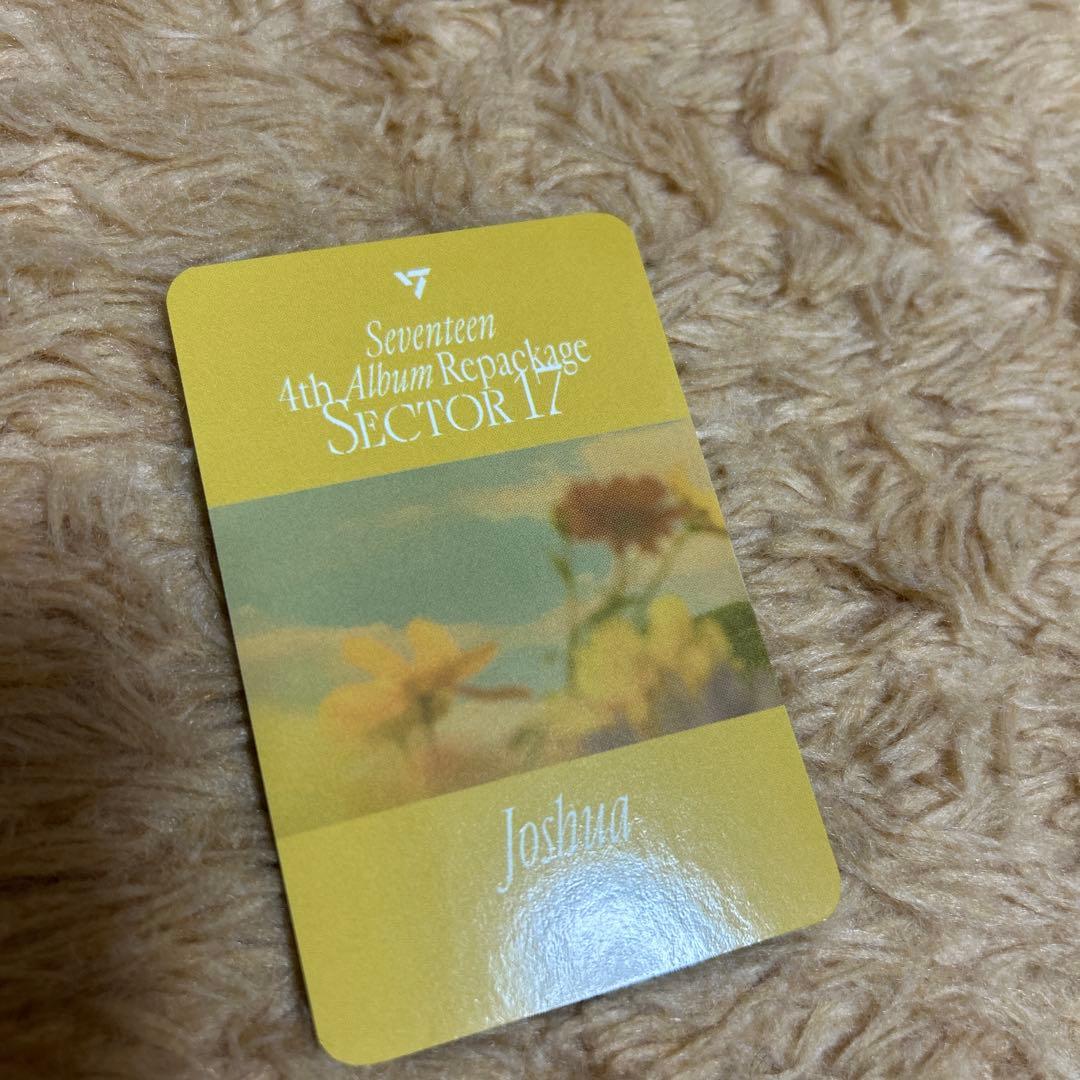 Seventeen
4th Album Repackage
SECTOR 17
Joshua